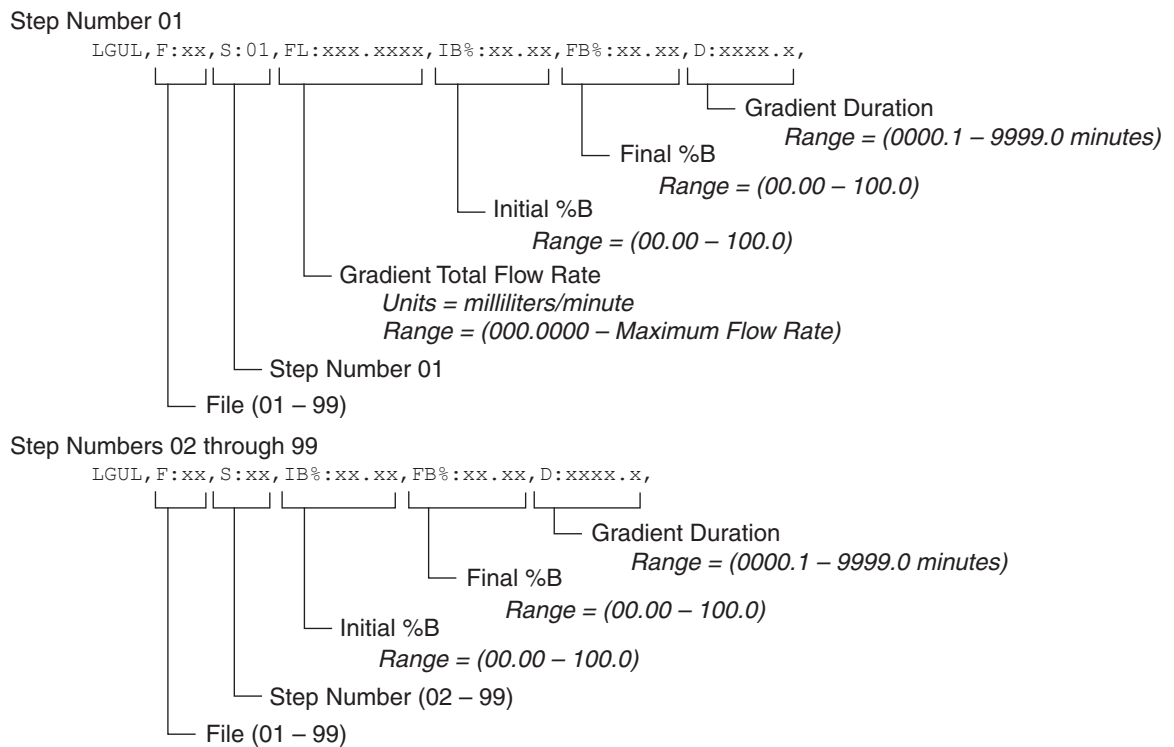 Step Number 01
LGUL,F:xx,S:01,FL:xxx.xxxx,IB%:xx.xx,FB%:xx.xx,D:xxxx.x,
Gradient Duration
Range = (0000.1 – 9999.0 minutes)
Final %B
Range = (00.00 – 100.0)
Initial %B
Range = (00.00 – 100.0)
Gradient Total Flow Rate
Units = milliliters/minute
Range = (000.0000 – Maximum Flow Rate)
Step Number 01
File (01 – 99)
Step Numbers 02 through 99
LGUL,F:xx,S:xx,IB%:xx.xx,FB%:xx.xx,D:xxxx.x,
Gradient Duration
Range = (0000.1 – 9999.0 minutes)
Final %B
Range = (00.00 – 100.0)
Initial %B
Range = (00.00 – 100.0)
Step Number (02 – 99)
File (01 – 99)